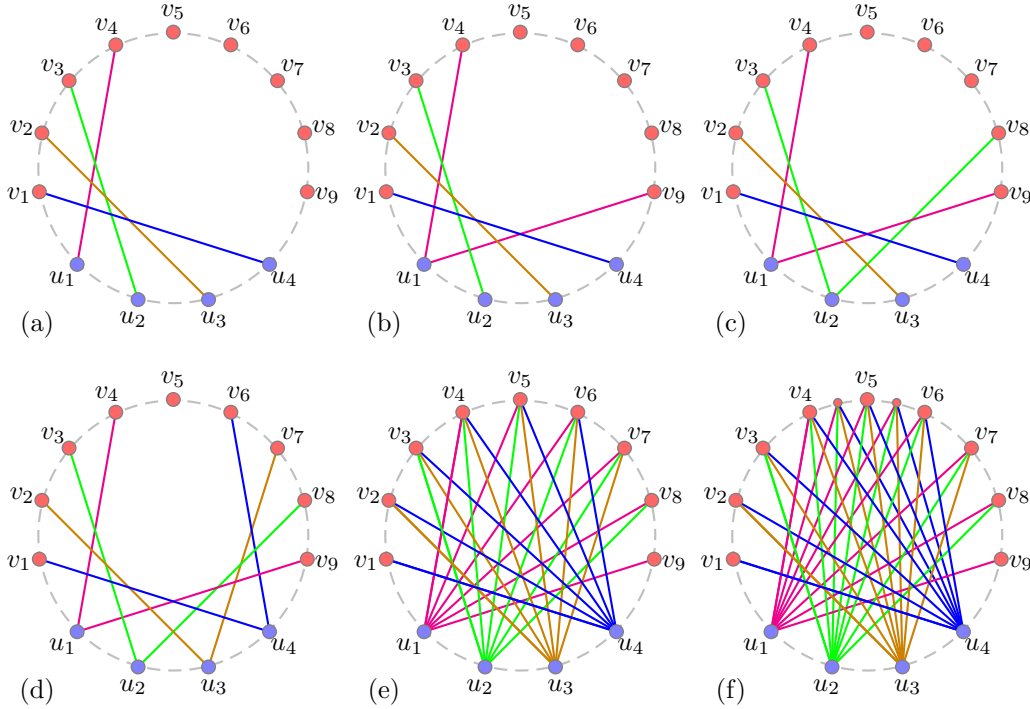 v5
v4 v6
v3 v7
v2 v8
v1 v9
u1 u4
u2 u3
(a)
v5
v4 v6
v3 v7
v2 v8
v1 v9
u1 u4
u2 u3
(b)
v5
v4 v6
v3 v7
v2 v8
v1 v9
u1 u4
u2 u3
(c)
v5
v4 v6
v3 v7
v2 v8
v1 v9
u1 u4
u2 u3
(d)
v5
v4 v6
v3 v7
v2 v8
v1 v9
u1 u4
u2 u3
(e)
v5
v4 v6
v3 v7
v2 v8
v1 v9
u1 u4
u2 u3
(f)